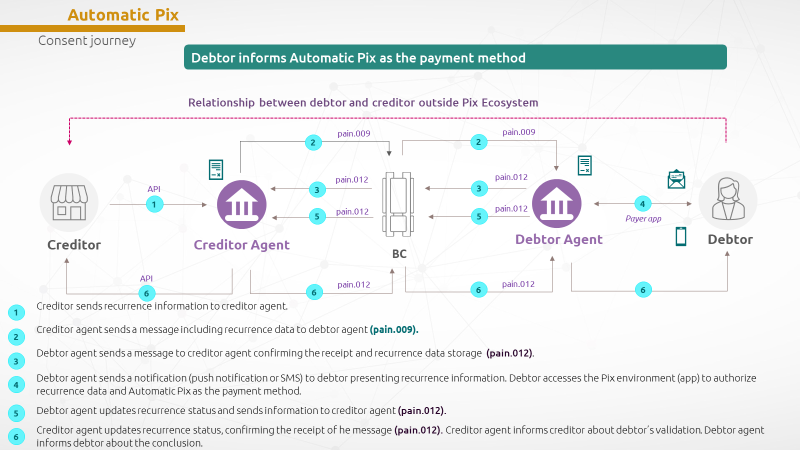 Automatic Pix
Consent journey
Debtor informs Automatic Pix as the payment method
Relationship between debtor and creditor outside Pix Ecosystem
2
pain.009
2
pain.009
API
1
3
pain.012
3
pain.012
5
pain.012
5
pain.012
4
Payer app
Creditor
Creditor Agent
BC
Debtor Agent
Debtor
API
6
6
pain.012
6
pain.012
6
1 Creditor sends recurrence information to creditor agent.
2 Creditor agent sends a message including recurrence data to debtor agent (pain.009).
3 Debtor agent sends a message to creditor agent confirming the receipt and recurrence data storage (pain.012).
4 Debtor agent sends a notification (push notification or SMS) to debtor presenting recurrence information. Debtor accesses the Pix environment (app) to authorize
recurrence data and Automatic Pix as the payment method.
5 Debtor agent updates recurrence status and sends information to creditor agent (pain.012).
6 Creditor agent updates recurrence status, confirming the receipt of he message (pain.012). Creditor agent informs creditor about debtor´s validation. Debtor agent
informs debtor about the conclusion.